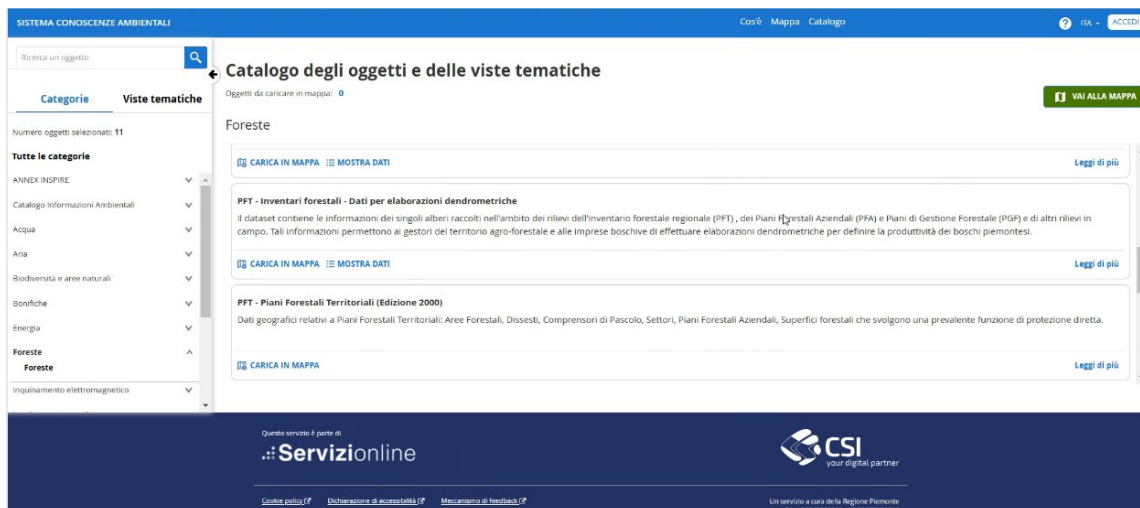 SISTEMA CONOSCENZE AMBIENTALI
Cos'è Mappa Catalogo
ITA
ACCEDI
Ricerca un oggetto
Categorie
Viste tematiche
Numero oggetti selezionati: 11
Tutte le categorie
ANNEX INSPIRE
Catalogo Informazioni Ambientali
Acqua
Aria
Biodiversità e aree naturali
Bonifiche
Energia
Foreste
Foreste
Inquinamento elettromagnetico
Catalogo degli oggetti e delle viste tematiche
Oggetti da caricare in mappa: 0
VAI ALLA MAPPA
Foreste
CARICA IN MAPPA MOSTRA DATI
Leggi di più
PFT - Inventari forestali - Dati per elaborazioni dendrometriche
Il dataset contiene le informazioni dei singoli alberi raccolti nell'ambito dei rilievi dell'inventario forestale regionale (PFT) , dei Piani Forestali Aziendali (PFA) e Piani di Gestione Forestale (PGF) e di altri rilievi in
campo. Tali informazioni permettono ai gestori del territorio agro-forestale e alle imprese boschive di effettuare elaborazioni dendrometriche per definire la produttività dei boschi piemontesi.
CARICA IN MAPPA MOSTRA DATI
Leggi di più
PFT - Piani Forestali Territoriali (Edizione 2000)
Dati geografici relativi a Piani Forestali Territoriali: Aree Forestali, Dissesti, Comprensori di Pascolo, Settori, Piani Forestali Aziendali, Superfici forestali che svolgono una prevalente funzione di protezione diretta.
CARICA IN MAPPA
Leggi di più
Questo servizio è parte di
Servizionline
CSI
your digital partner
Cookie policy
Dichiarazione di accessibilità
Meccanismo di feedback
Un servizio a cura della Regione Piemonte